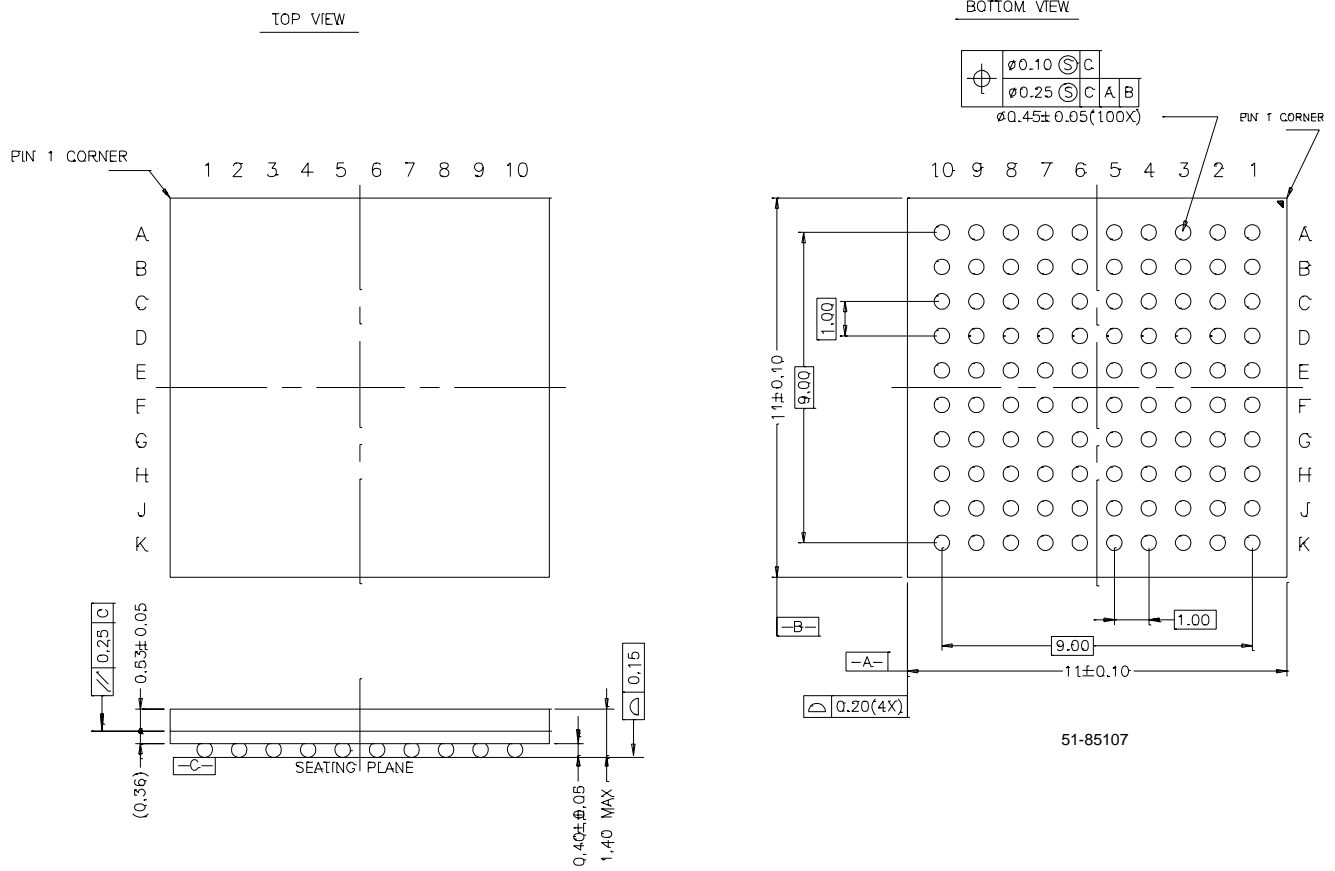 TOP VIEW
BOTTOM VIEW
⌀0.10 Ⓢ C
⌀0.25 Ⓢ C A B
⌀0.45±0.05(100X)
PIN 1 CORNER
PIN 1 CORNER
1 2 3 4 5 6 7 8 9 10
10 9 8 7 6 5 4 3 2 1
A
B
C
D
E
F
G
H
J
K
1.00
9.00
11±0.10
A
B
C
D
E
F
G
H
J
K
-B-
1.00
9.00
-A-
11±0.10
0.20(4X)
51-85107
// 0.25 C
0.53±0.05
0.15
-C-
SEATING PLANE
(0.36)
0.40±0.05
1.40 MAX